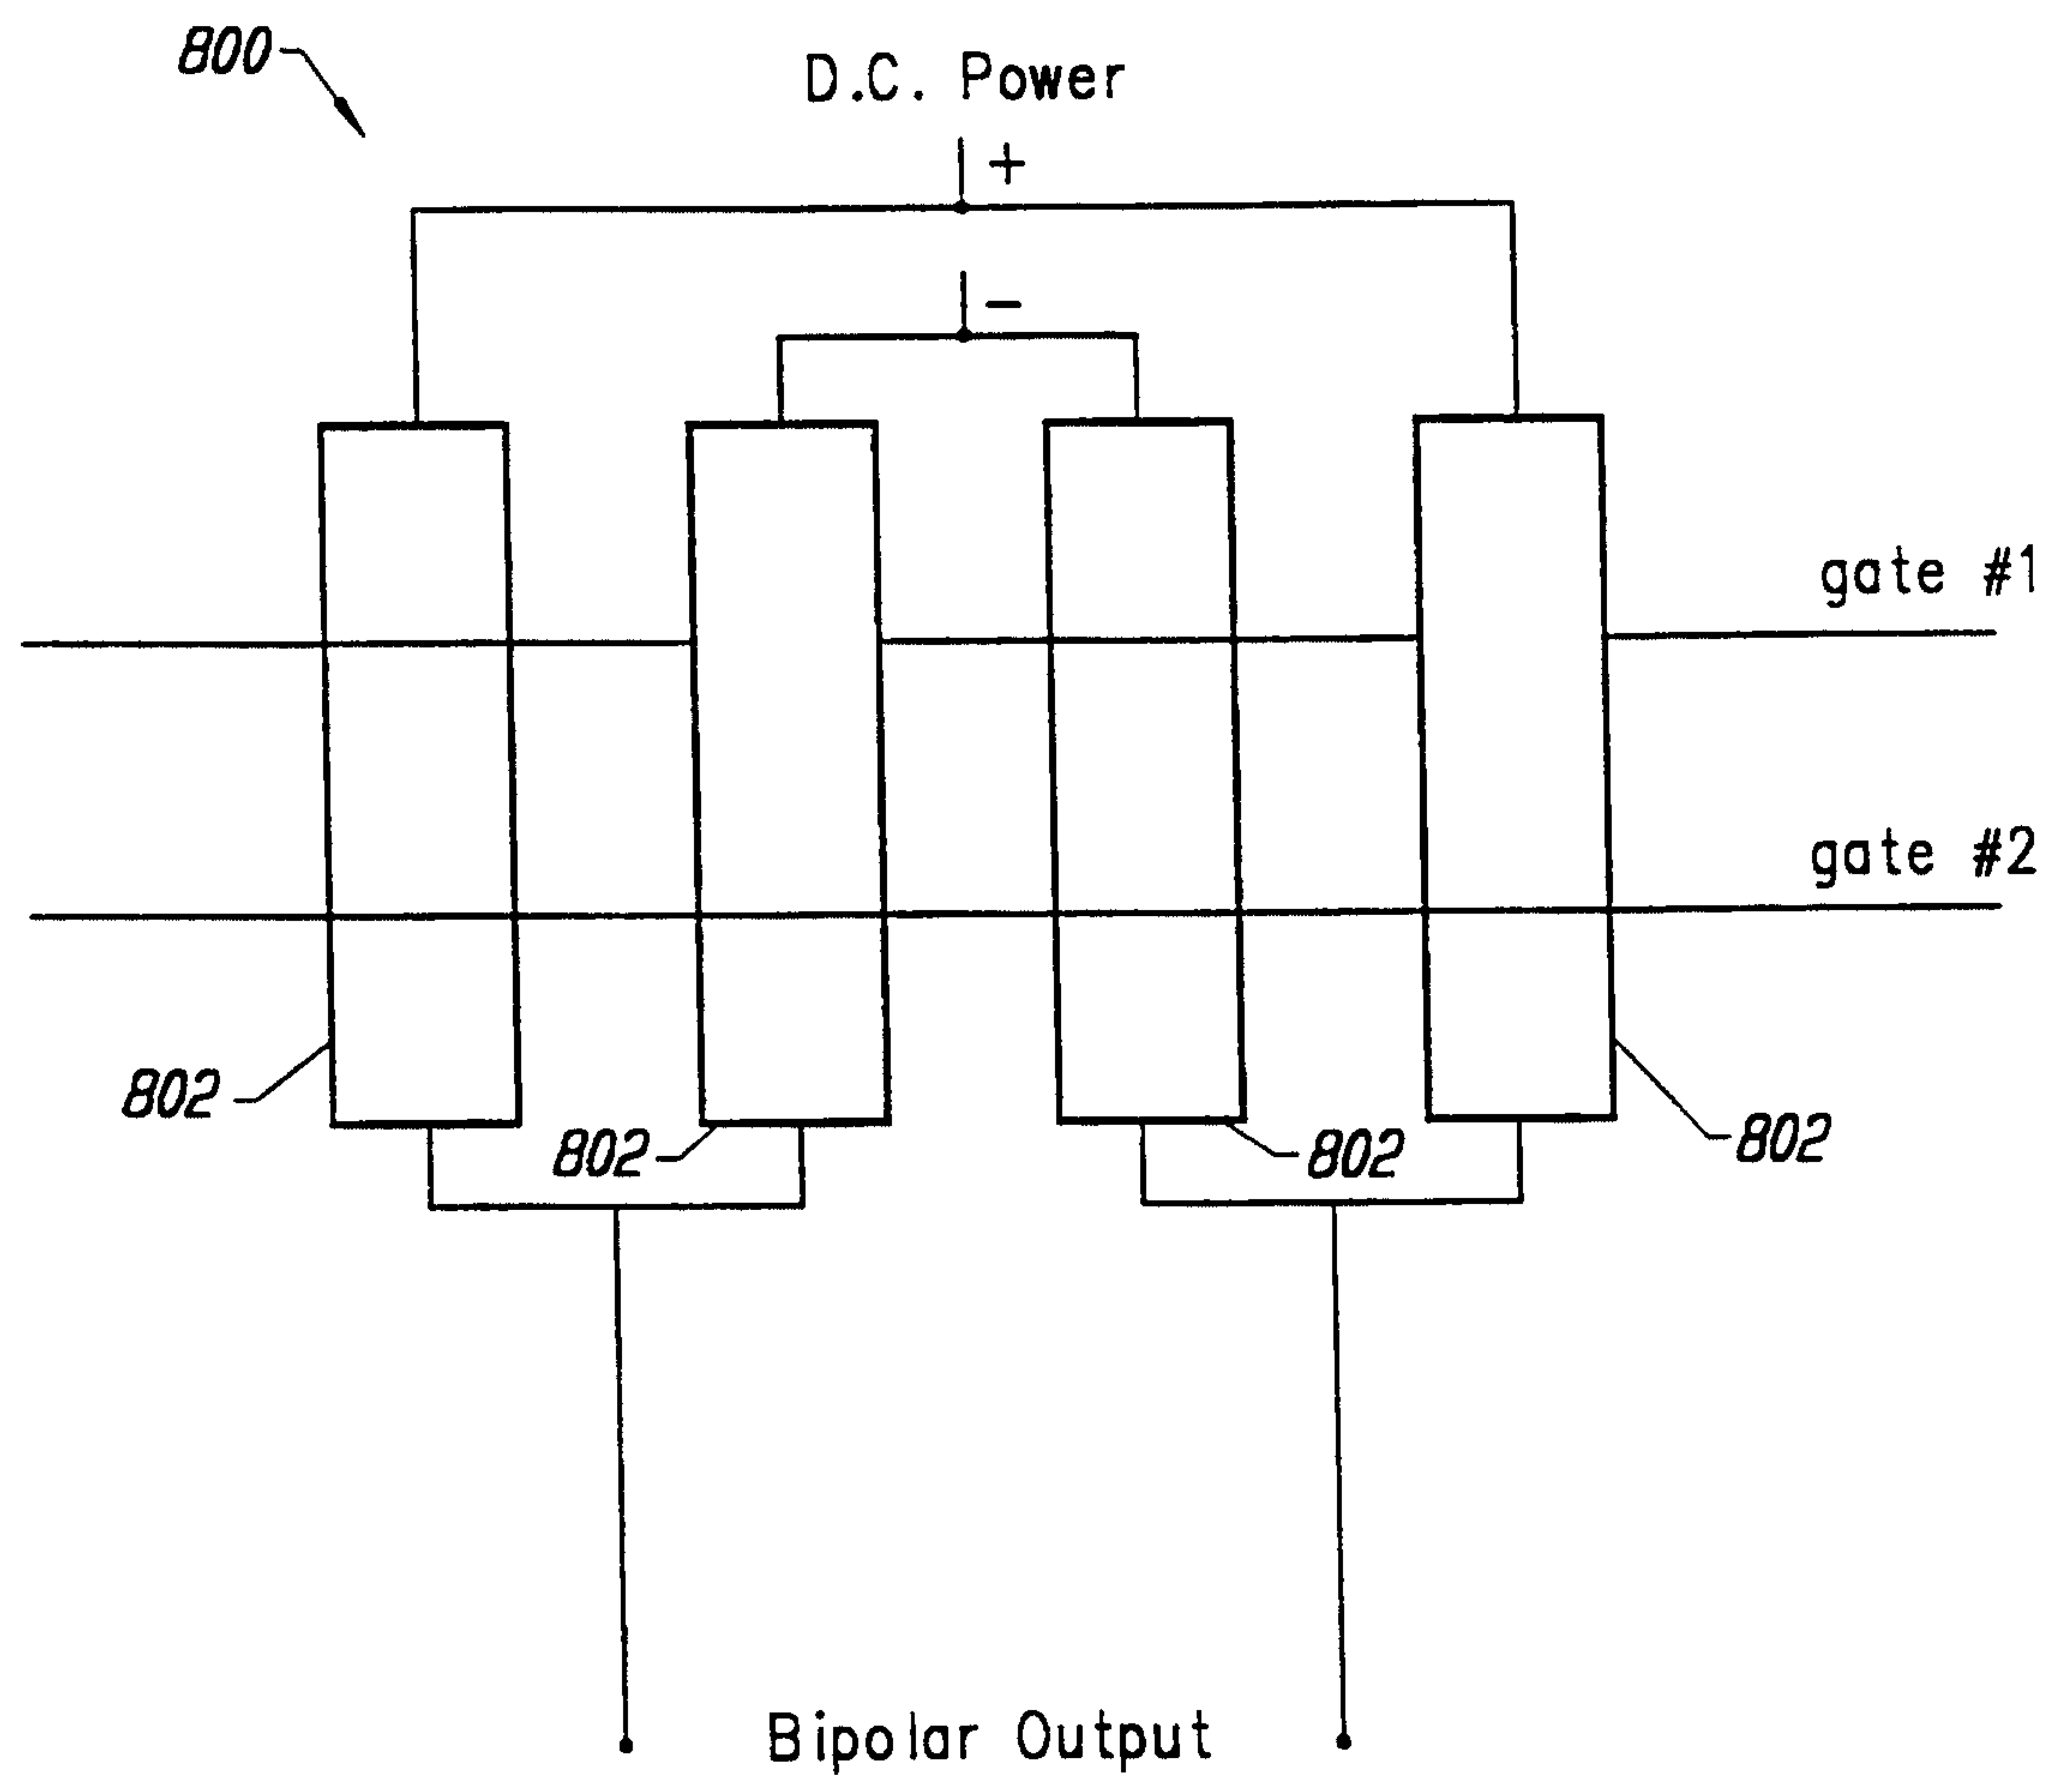 800
D.C. Power
+
−
gate #1
gate #2
802
802
802
802
Bipolar Output